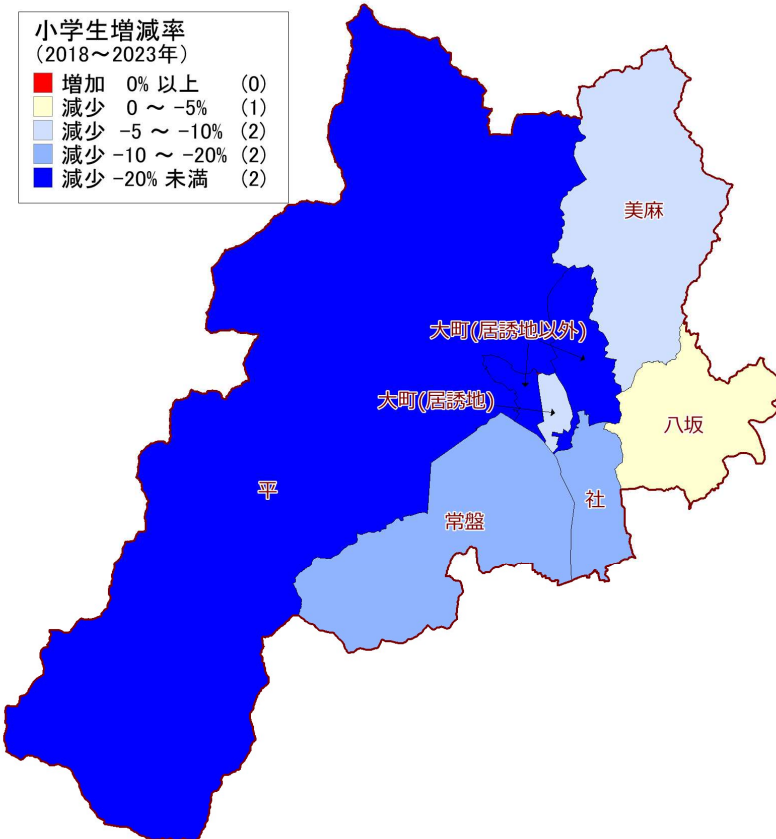 小学生増減率
(2018～2023年)
増加 0% 以上 (0)
減少 0 ～ -5% (1)
減少 -5 ～ -10% (2)
減少 -10 ～ -20% (2)
減少 -20% 未満 (2)
美麻
大町(居誘地以外)
大町(居誘地)
八坂
平
社
常盤